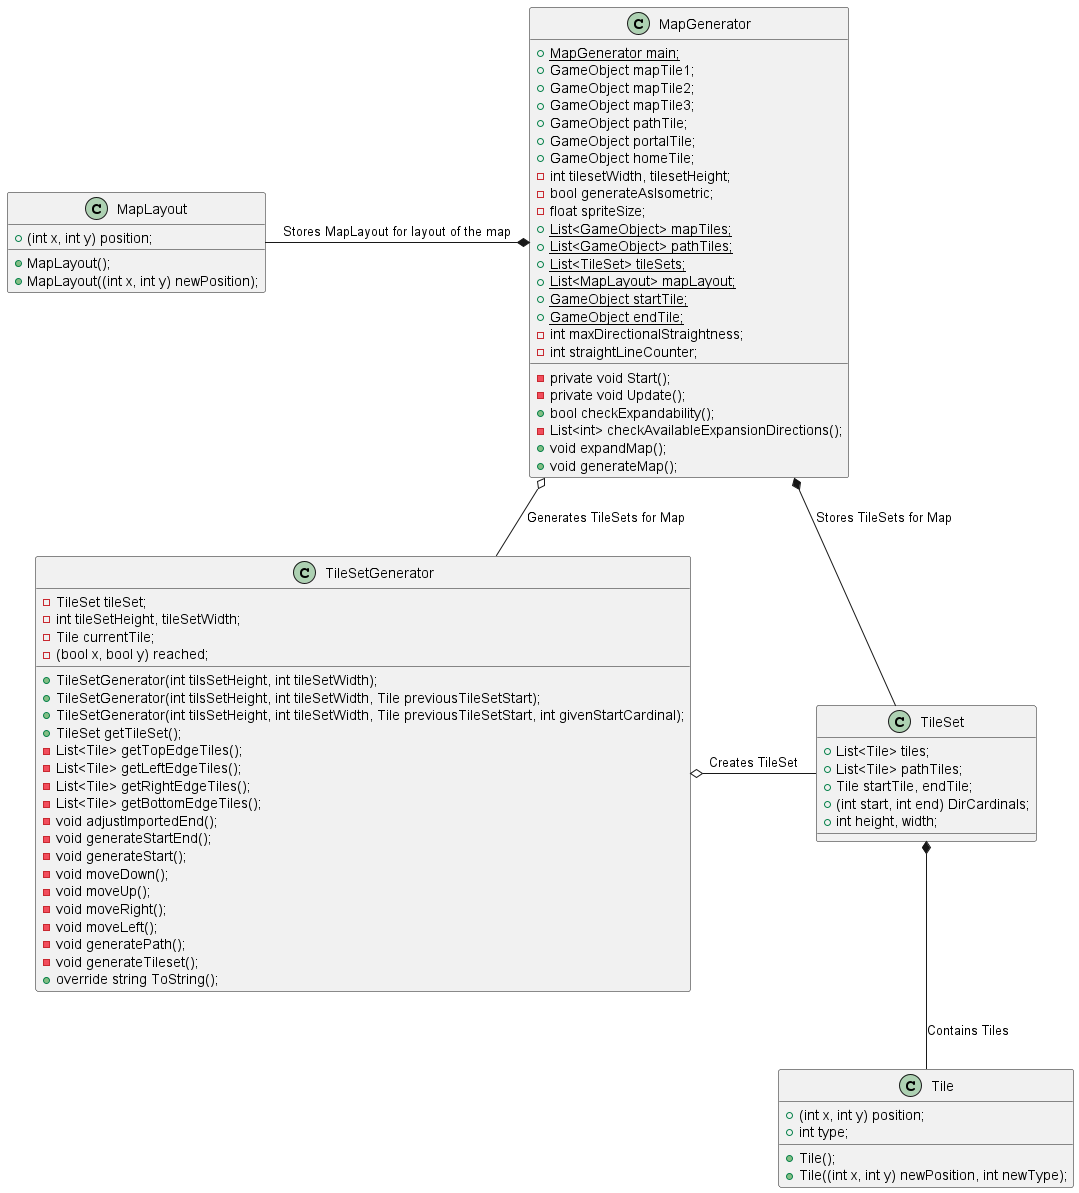 C MapGenerator
MapGenerator main;
GameObject mapTile1;
GameObject mapTile2;
GameObject mapTile3;
GameObject pathTile;
GameObject portalTile;
GameObject homeTile;
int tilesetWidth, tilesetHeight;
bool generateAsIsometric;
float spriteSize;
List<GameObject> mapTiles;
List<GameObject> pathTiles;
List<TileSet> tileSets;
List<MapLayout> mapLayout;
GameObject startTile;
GameObject endTile;
int maxDirectionalStraightness;
int straightLineCounter;
private void Start();
private void Update();
bool checkExpandability();
List<int> checkAvailableExpansionDirections();
void expandMap();
void generateMap();
C MapLayout
(int x, int y) position;
MapLayout();
MapLayout((int x, int y) newPosition);
Stores MapLayout for layout of the map
Generates TileSets for Map
Stores TileSets for Map
C TileSetGenerator
TileSet tileSet;
int tileSetHeight, tileSetWidth;
Tile currentTile;
(bool x, bool y) reached;
TileSetGenerator(int tilsSetHeight, int tileSetWidth);
TileSetGenerator(int tilsSetHeight, int tileSetWidth, Tile previousTileSetStart);
TileSetGenerator(int tilsSetHeight, int tileSetWidth, Tile previousTileSetStart, int givenStartCardinal);
TileSet getTileSet();
List<Tile> getTopEdgeTiles();
List<Tile> getLeftEdgeTiles();
List<Tile> getRightEdgeTiles();
List<Tile> getBottomEdgeTiles();
void adjustImportedEnd();
void generateStartEnd();
void generateStart();
void moveDown();
void moveUp();
void moveRight();
void moveLeft();
void generatePath();
void generateTileset();
override string ToString();
Creates TileSet
C TileSet
List<Tile> tiles;
List<Tile> pathTiles;
Tile startTile, endTile;
(int start, int end) DirCardinals;
int height, width;
Contains Tiles
C Tile
(int x, int y) position;
int type;
Tile();
Tile((int x, int y) newPosition, int newType);